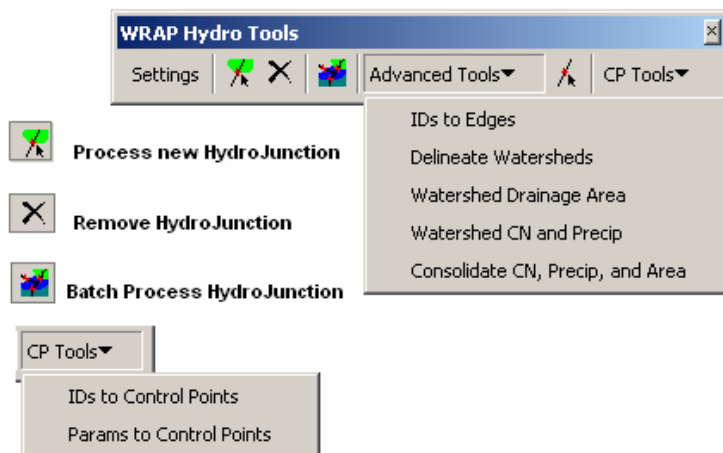 WRAP Hydro Tools
Settings Advanced Tools CP Tools
IDs to Edges
Delineate Watersheds
Watershed Drainage Area
Watershed CN and Precip
Consolidate CN, Precip, and Area
Process new HydroJunction
Remove HydroJunction
Batch Process HydroJunction
CP Tools
IDs to Control Points
Params to Control Points